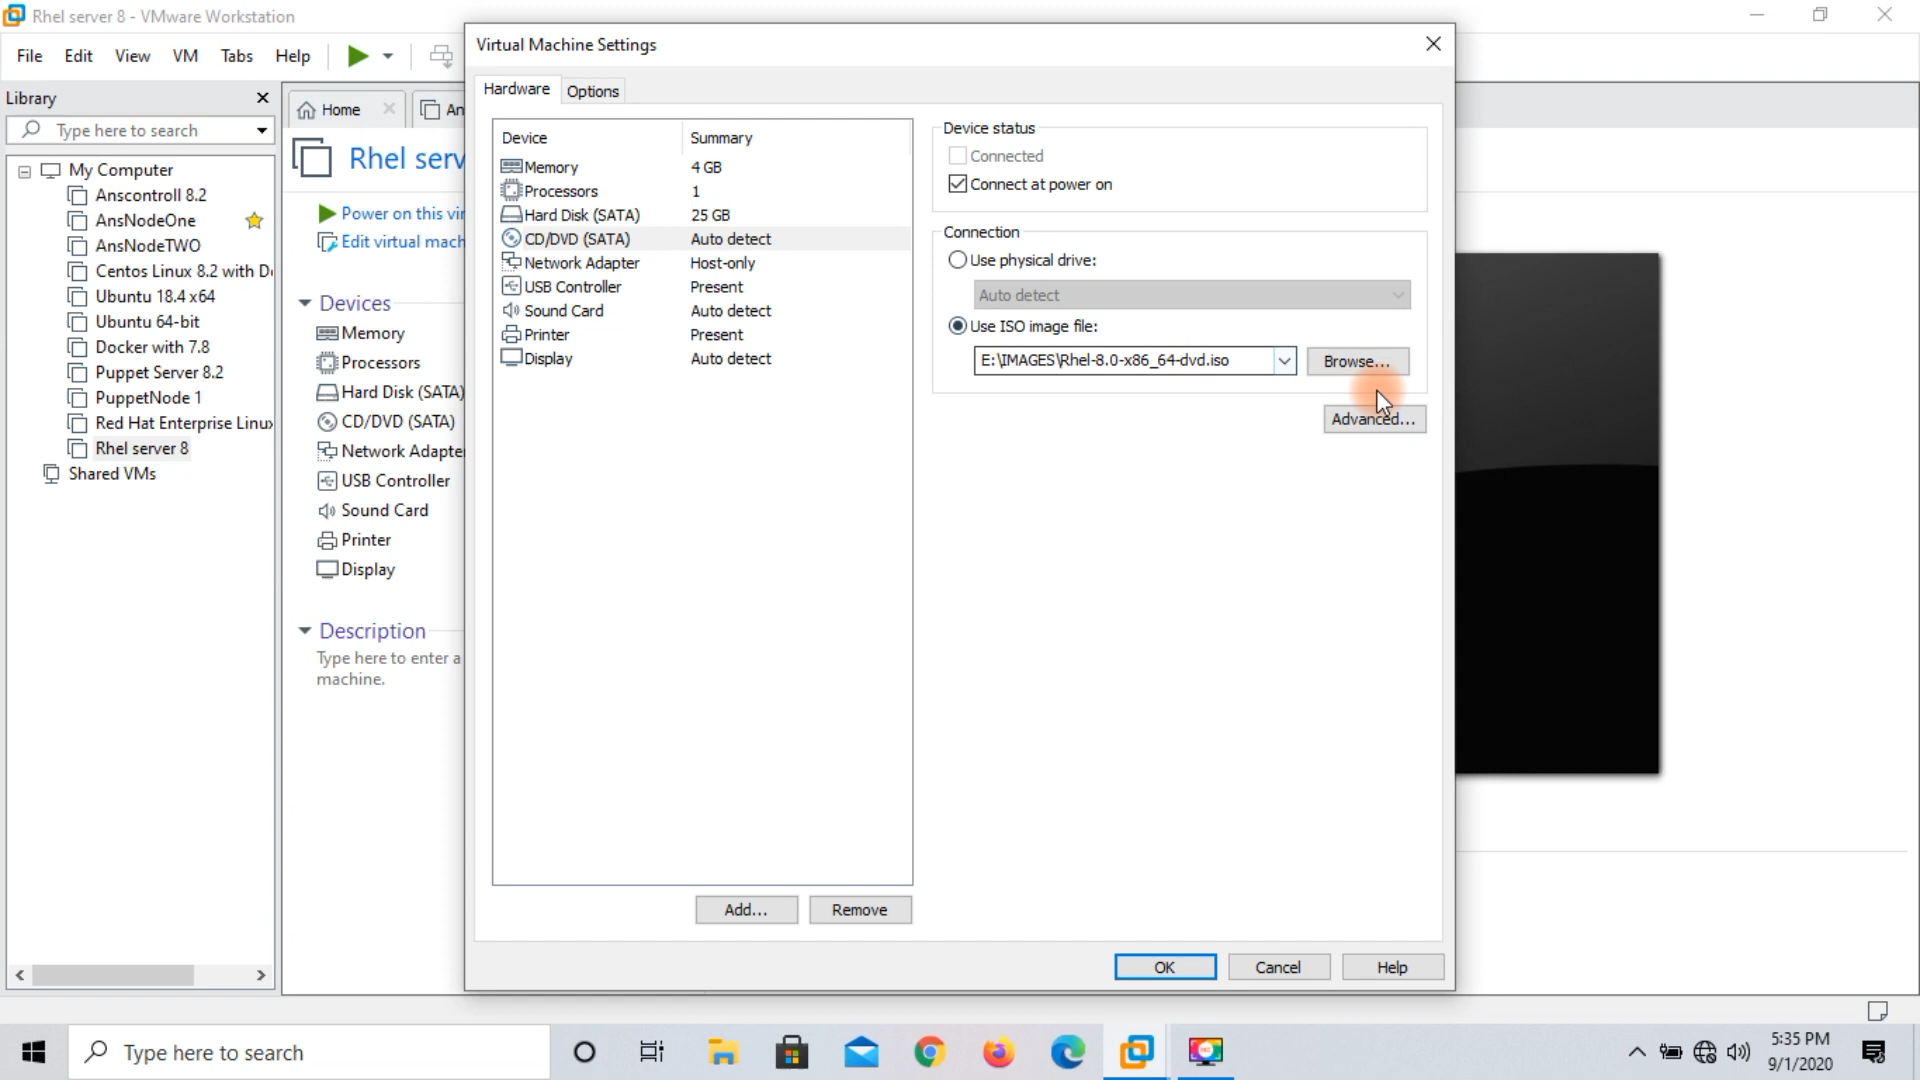 Rhel server 8 - VMware Workstation
File Edit View VM Tabs Help
Library
Type here to search
My Computer
Anscontroll 8.2
AnsNodeOne
AnsNodeTWO
Centos Linux 8.2 with De
Ubuntu 18.4 x64
Ubuntu 64-bit
Docker with 7.8
Puppet Server 8.2
PuppetNode 1
Red Hat Enterprise Linux
Rhel server 8
Shared VMs
Home
An
Rhel serv
Power on this vir
Edit virtual mach
Devices
Memory
Processors
Hard Disk (SATA)
CD/DVD (SATA)
Network Adapte
USB Controller
Sound Card
Printer
Display
Description
Type here to enter a
machine.
Virtual Machine Settings
Hardware Options
Device Summary
Memory 4 GB
Processors 1
Hard Disk (SATA) 25 GB
CD/DVD (SATA) Auto detect
Network Adapter Host-only
USB Controller Present
Sound Card Auto detect
Printer Present
Display Auto detect
Add... Remove
Device status
Connected
Connect at power on
Connection
Use physical drive:
Auto detect
Use ISO image file:
E:\IMAGES\Rhel-8.0-x86_64-dvd.iso Browse...
Advanced...
OK Cancel Help
Type here to search
5:35 PM
9/1/2020